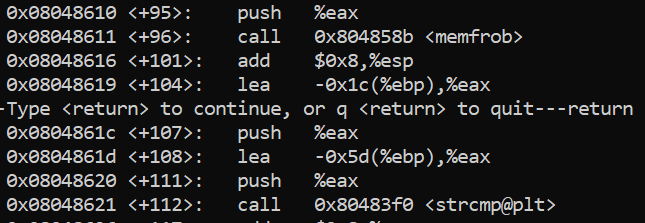 0x08048610 <+95>: push %eax
0x08048611 <+96>: call 0x804858b <memfrob>
0x08048616 <+101>: add $0x8,%esp
0x08048619 <+104>: lea -0x1c(%ebp),%eax
-Type <return> to continue, or q <return> to quit---return
0x0804861c <+107>: push %eax
0x0804861d <+108>: lea -0x5d(%ebp),%eax
0x08048620 <+111>: push %eax
0x08048621 <+112>: call 0x80483f0 <strcmp@plt>